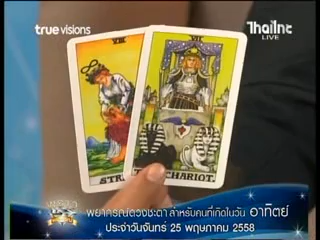 true visions
ThaiTnt
LIVE
VIII
VII
STR
CHARIOT.
พยากรณ์ดวงชะตา สำหรับคนที่เกิดในวัน อาทิตย์
ประจำวันจันทร์ 25 พฤษภาคม 2558